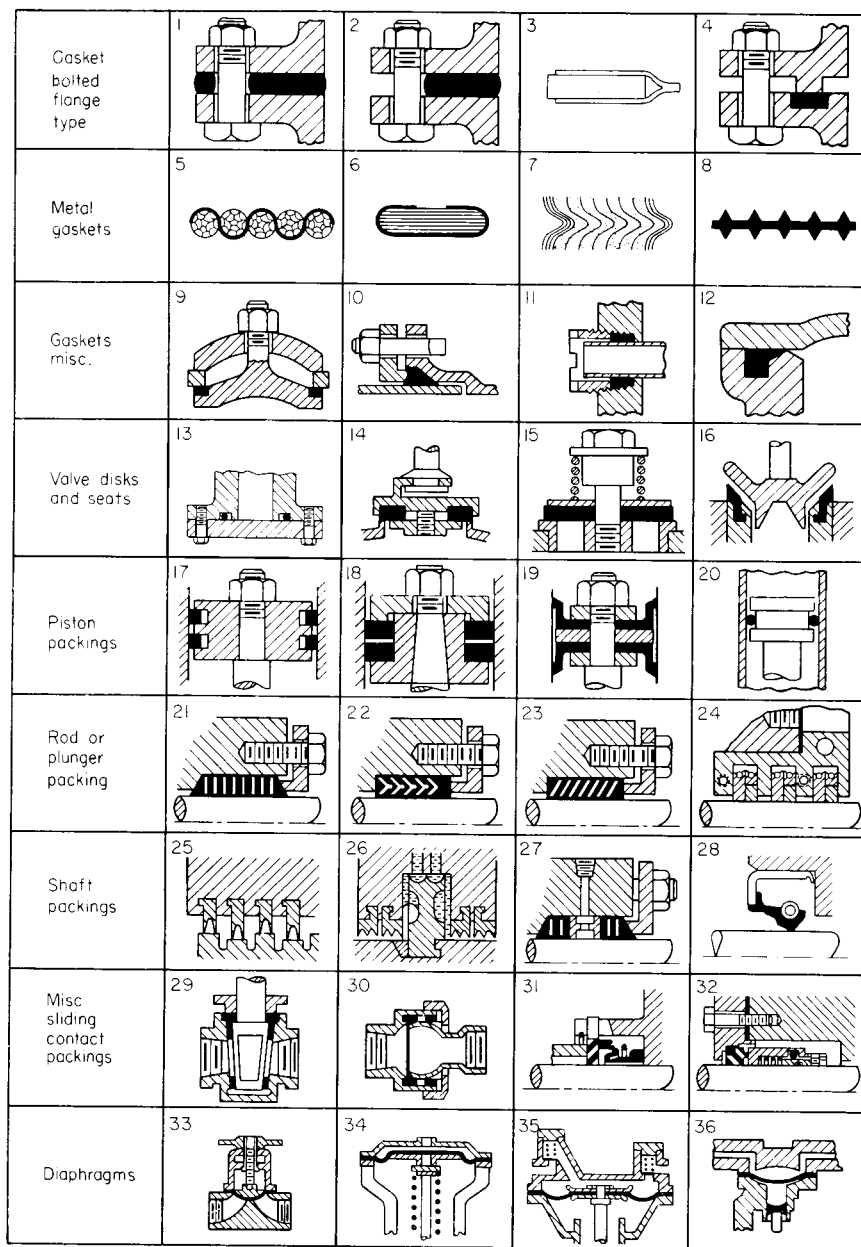 Gasket
bolted
flange
type
1
2
3
4
Metal
gaskets
5
6
7
8
Gaskets
misc.
9
10
11
12
Valve disks
and seats
13
14
15
16
Piston
packings
17
18
19
20
Rod or
plunger
packing
21
22
23
24
Shaft
packings
25
26
27
28
Misc
sliding
contact
packings
29
30
31
32
Diaphragms
33
34
35
36